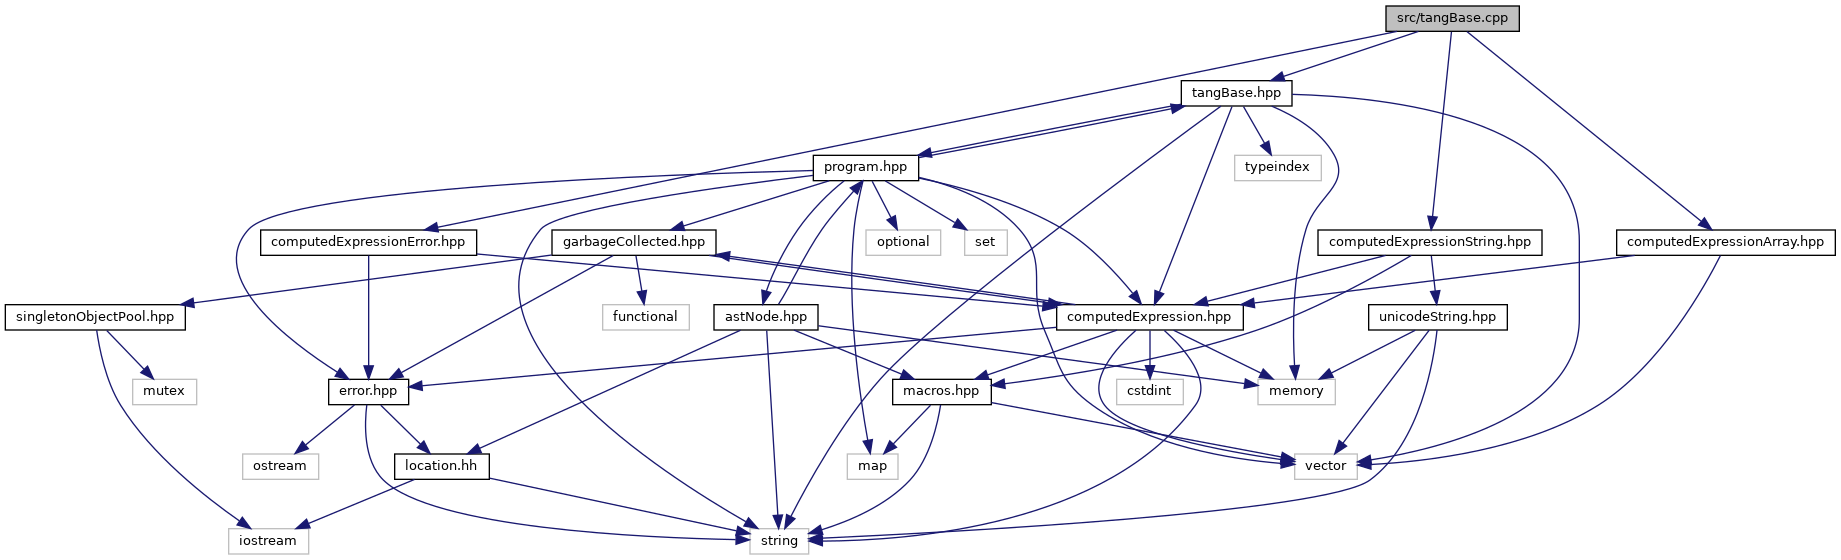 src/tangBase.cpp
tangBase.hpp
program.hpp
typeindex
computedExpressionError.hpp
garbageCollected.hpp
optional
set
computedExpressionString.hpp
computedExpressionArray.hpp
singletonObjectPool.hpp
functional
astNode.hpp
computedExpression.hpp
unicodeString.hpp
mutex
error.hpp
macros.hpp
cstdint
memory
ostream
location.hh
map
vector
iostream
string